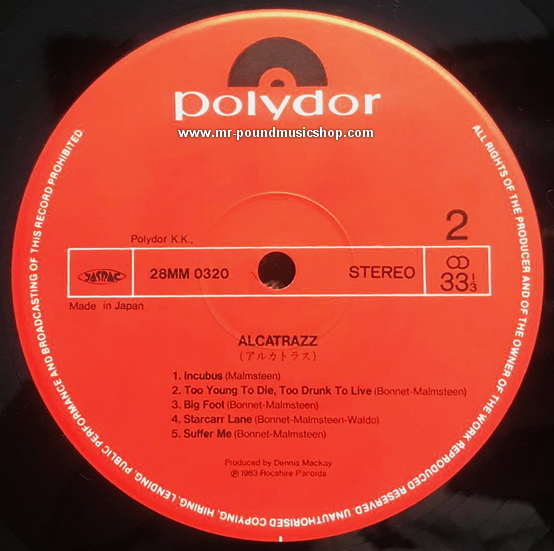 polydor
www.mr-poundmusicshop.com
ALL RIGHTS OF THE PRODUCER AND OF THE OWNER OF THE WORK REPRODUCED RESERVED. UNAUTHORISED COPYING, HIRING, LENDING, PUBLIC PERFORMANCE AND BROADCASTING OF THIS RECORD PROHIBITED.
2
Polydor K.K.,
JASRAC
28MM 0320
STEREO
33 1/3
Made in Japan
ALCATRAZZ
(アルカトラス)
1. Incubus (Malmsteen)
2. Too Young To Die, Too Drunk To Live (Bonnet-Malmsteen)
3. Big Foot (Bonnet-Malmsteen)
4. Starcarr Lane (Bonnet-Malmsteen-Waldo)
5. Suffer Me (Bonnet-Malmsteen)
Produced by Dennis Mackay
℗ 1983 Rocshire Records